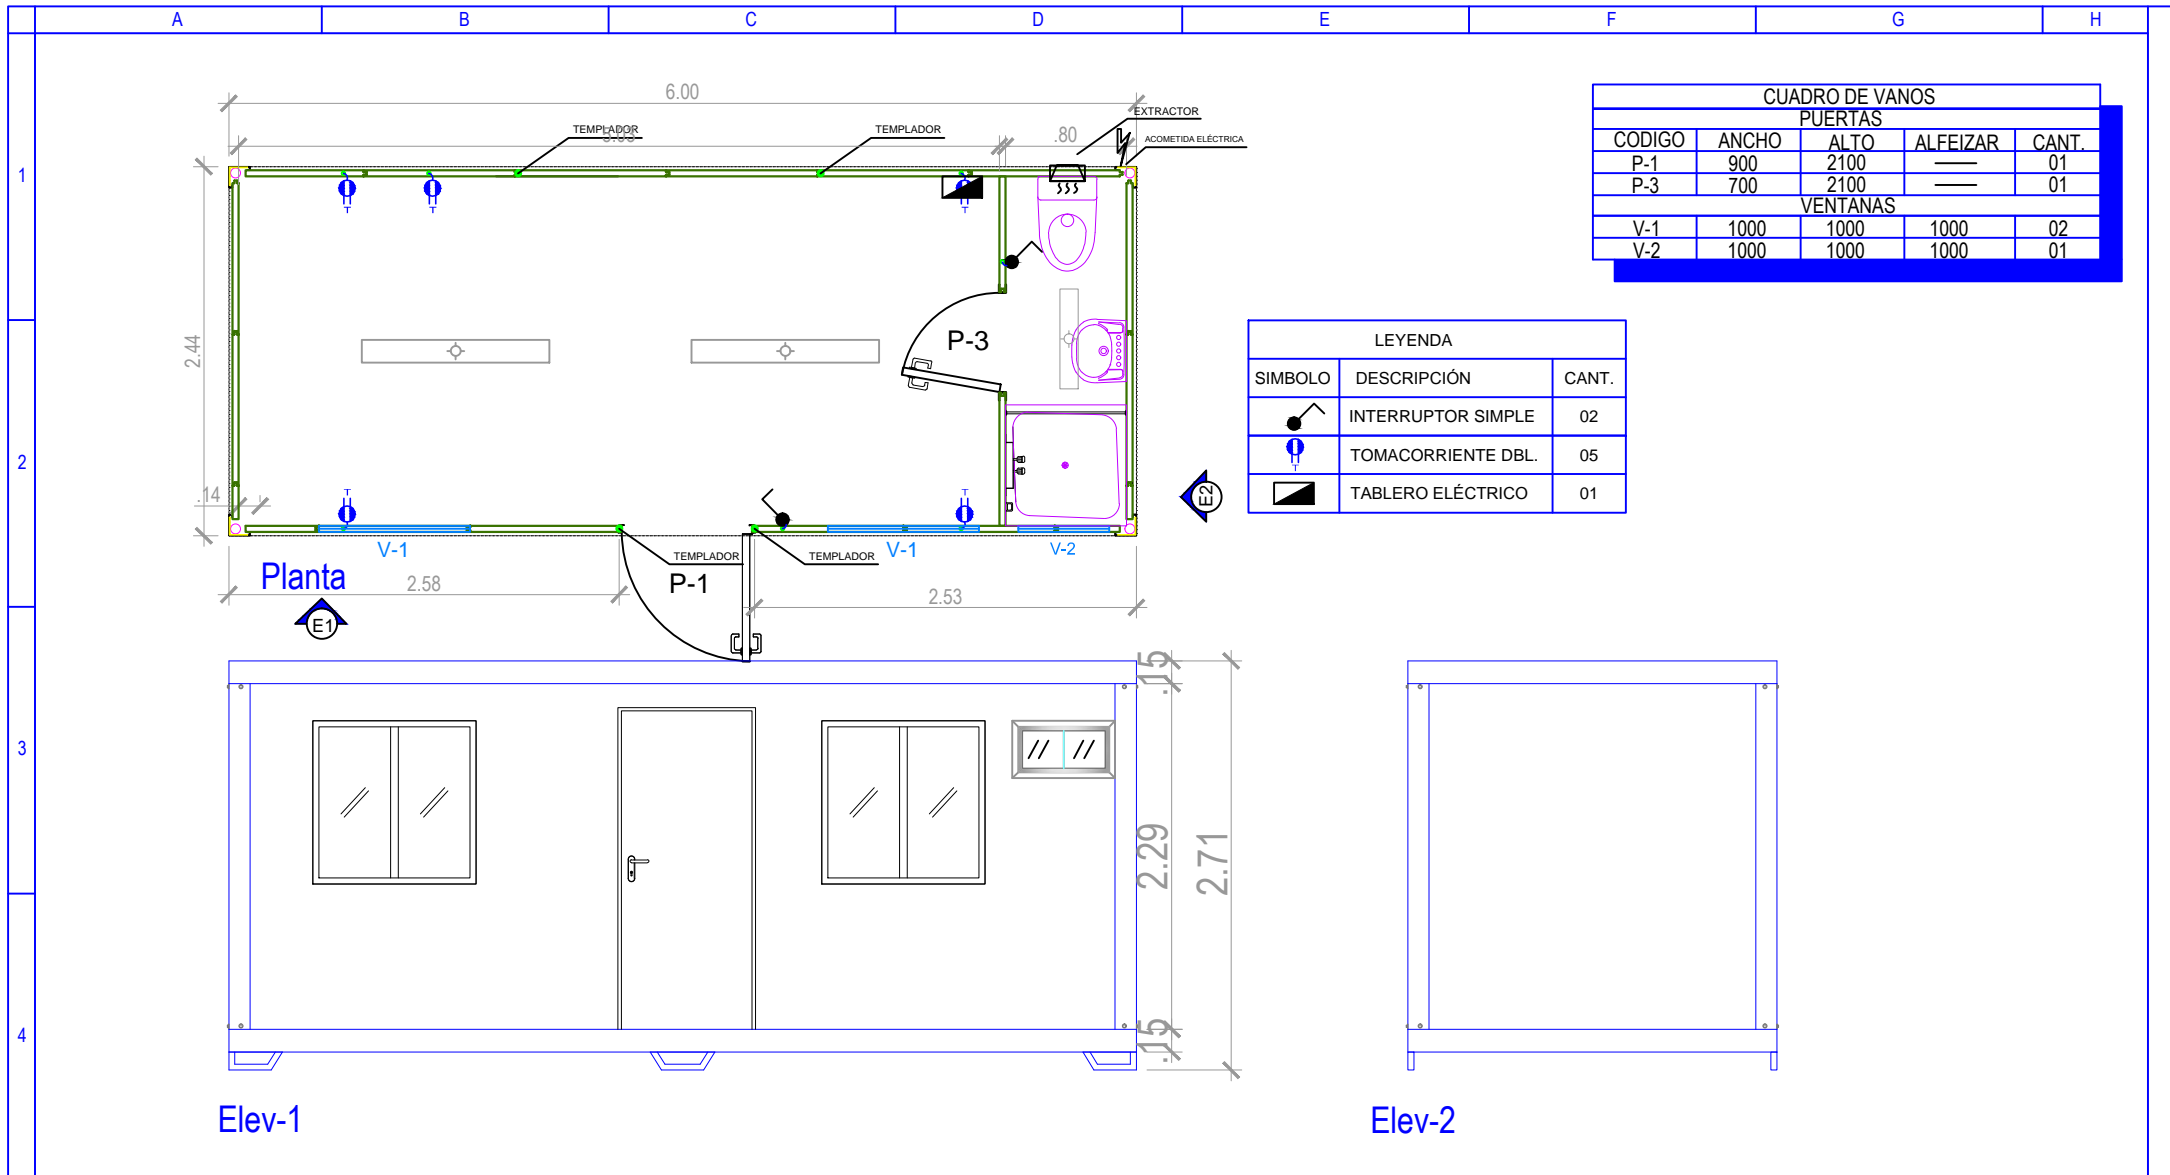 A B C D E F G H
1
2
3
4
6.00
TEMPLADOR
5.03
TEMPLADOR
.80
EXTRACTOR
ACOMETIDA ELÉCTRICA
2.44
.14
T
T
T
T
T
P-3
V-1
V-1
V-2
TEMPLADOR
TEMPLADOR
P-1
Planta
2.58
2.53
E1
E2
CUADRO DE VANOS
PUERTAS
CODIGO ANCHO ALTO ALFEIZAR CANT.
P-1 900 2100 —— 01
P-3 700 2100 —— 01
VENTANAS
V-1 1000 1000 1000 02
V-2 1000 1000 1000 01
LEYENDA
SIMBOLO DESCRIPCIÓN CANT.
INTERRUPTOR SIMPLE 02
T TOMACORRIENTE DBL. 05
TABLERO ELÉCTRICO 01
.15
2.29
2.71
.15
Elev-1
Elev-2